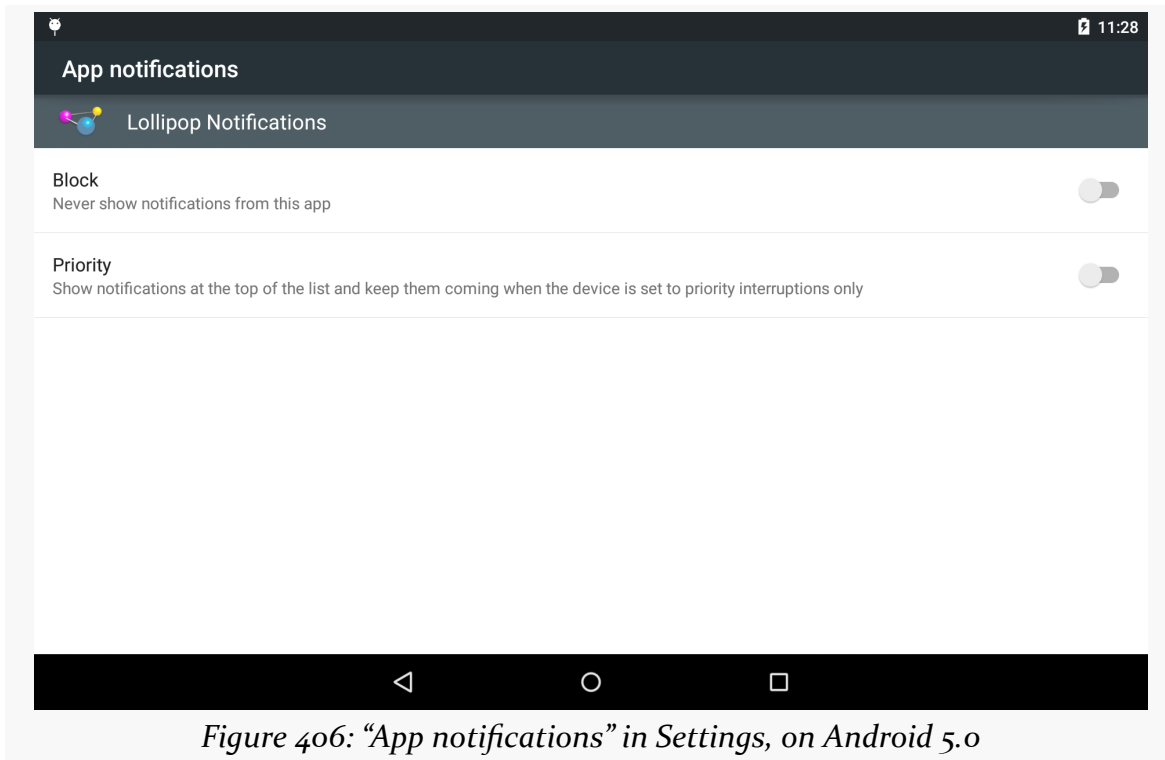 11:28
App notifications
Lollipop Notifications
Block
Never show notifications from this app
Priority
Show notifications at the top of the list and keep them coming when the device is set to priority interruptions only
Figure 406: “App notifications” in Settings, on Android 5.0